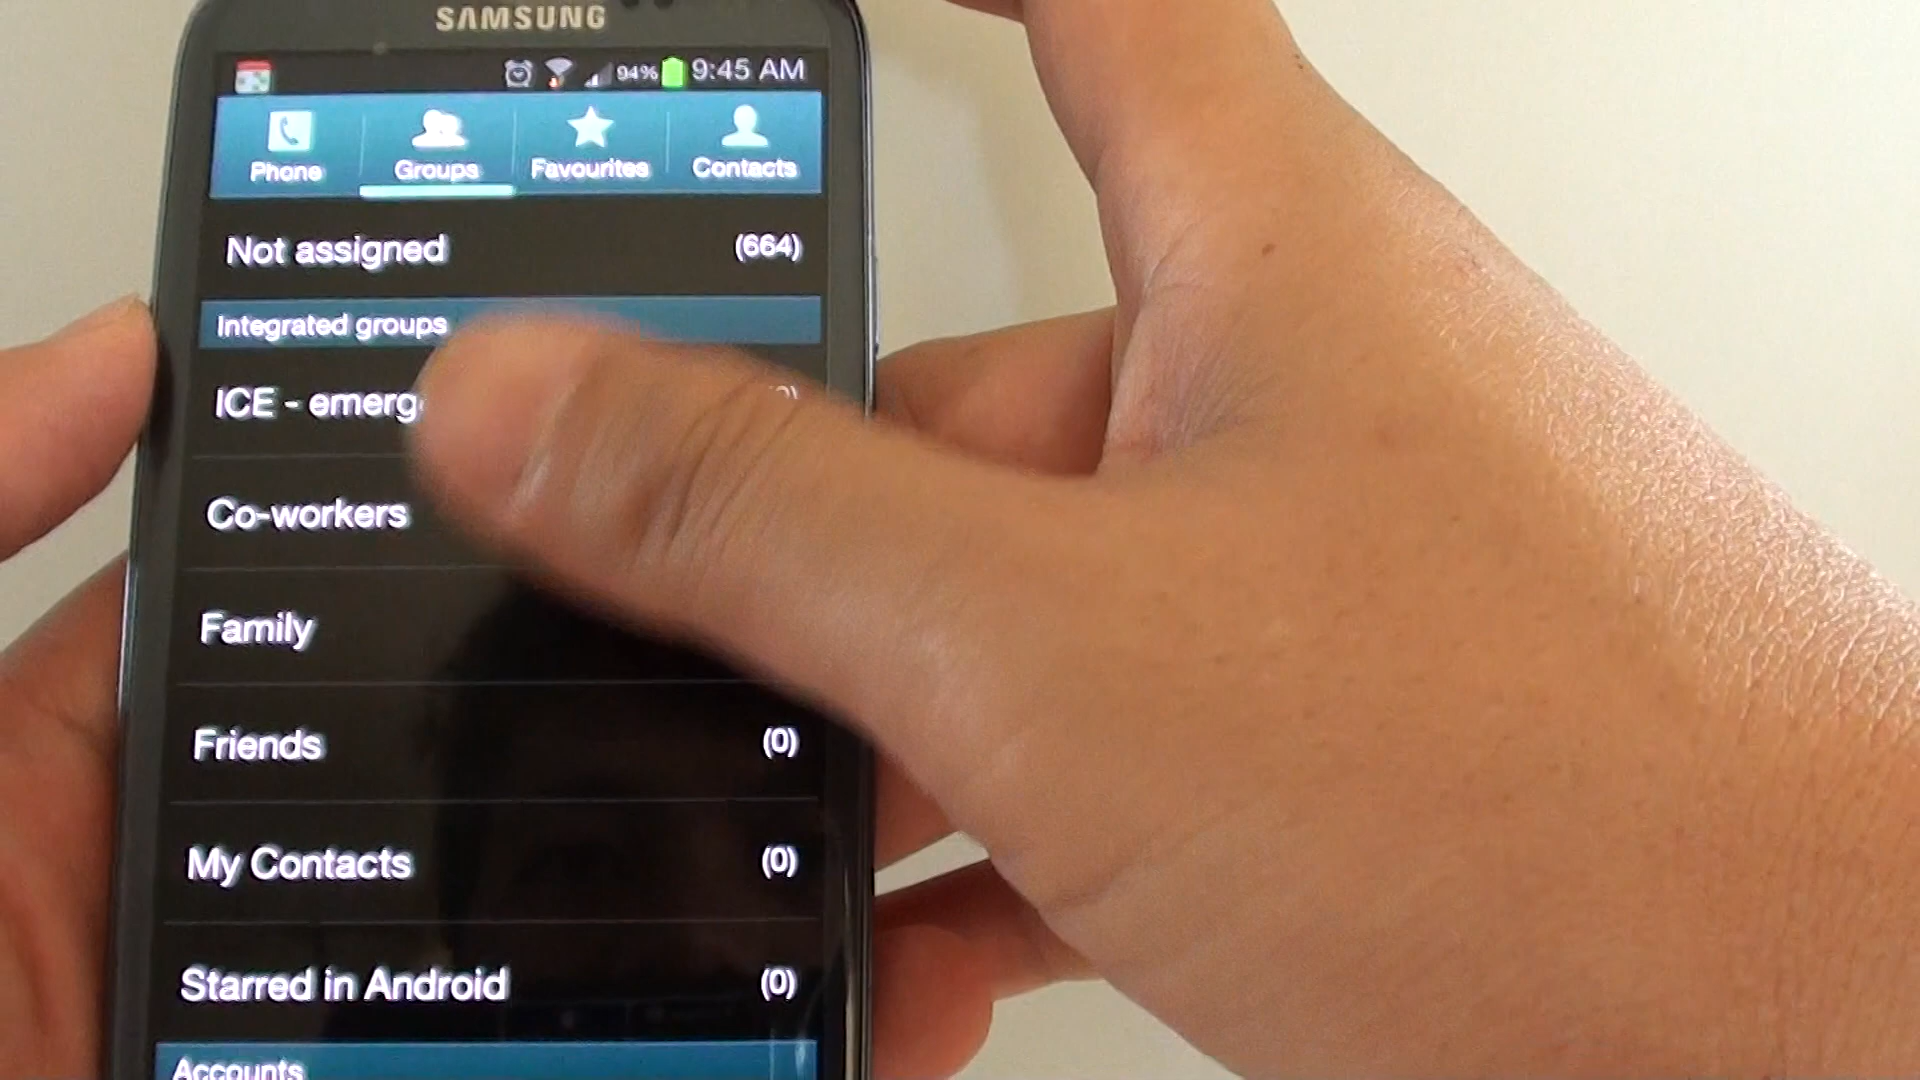 SAMSUNG
94% 9:45 AM
Phone Groups Favourites Contacts
Not assigned (664)
Integrated groups
ICE -
Co-workers
Family
Friends (0)
My Contacts (0)
Starred in Android (0)
Accounts